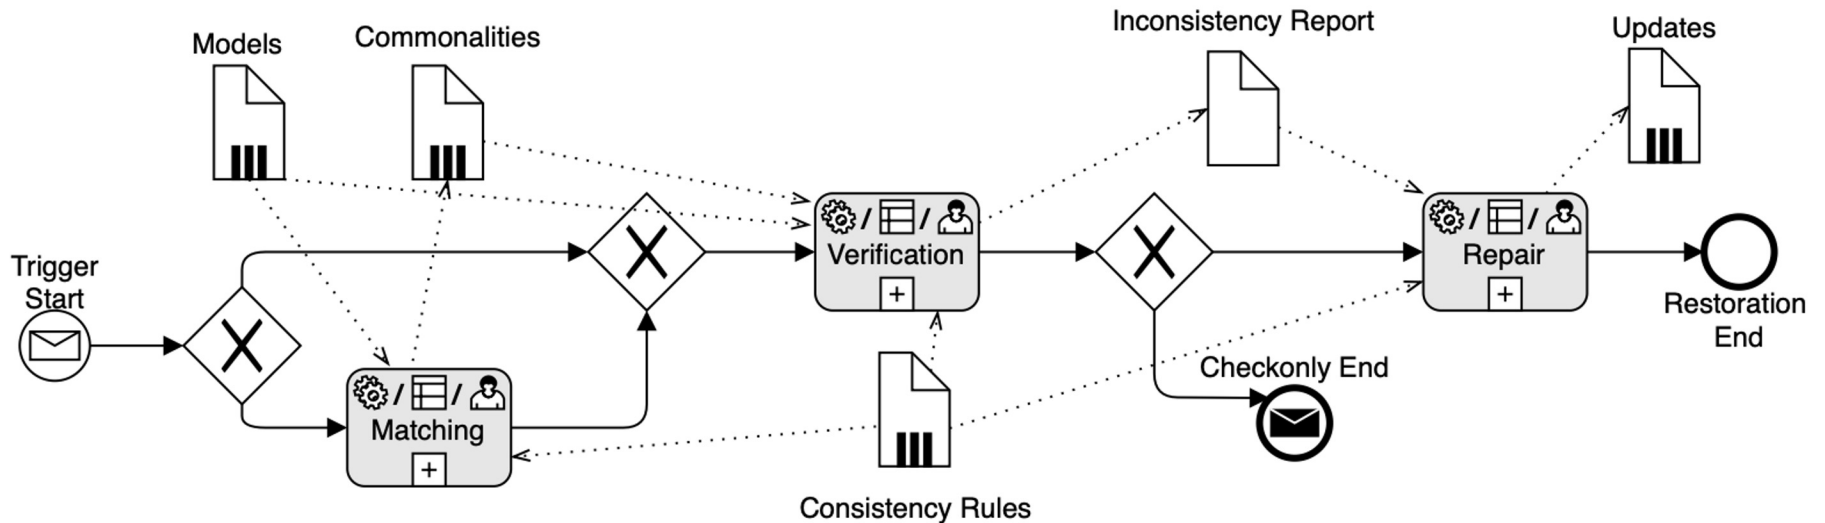 Models
Commonalities
Inconsistency Report
Updates
Trigger
Start
/ /
Verification
/ /
Repair
Restoration
End
/ /
Matching
Checkonly End
Consistency Rules